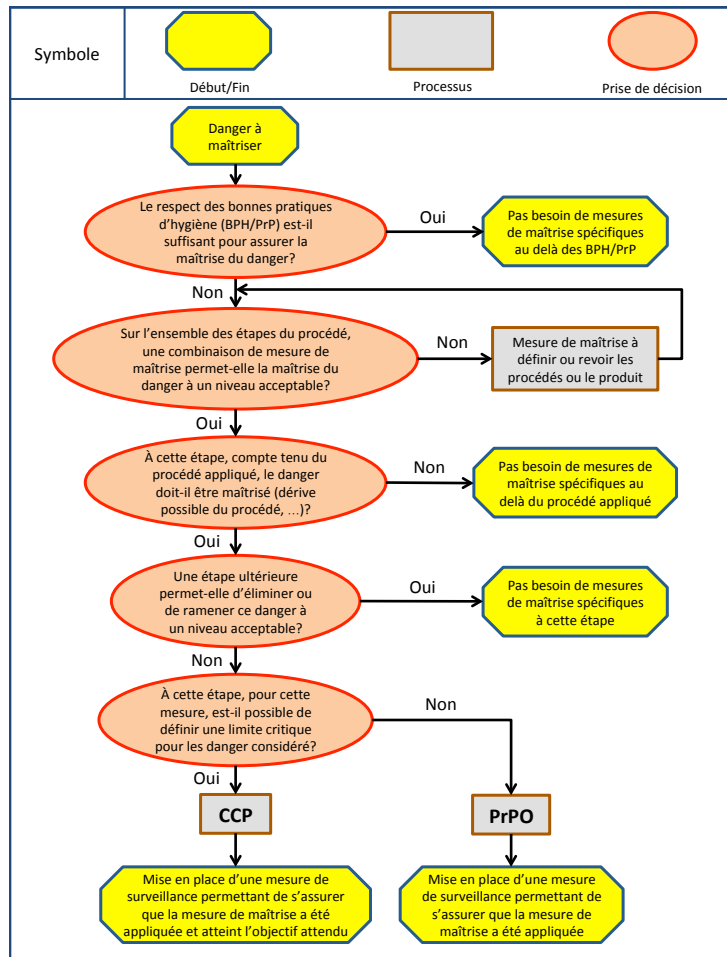 Symbole
Début/Fin
Processus
Prise de décision
Danger à
maîtriser
Le respect des bonnes pratiques
d'hygiène (BPH/PrP) est-il
suffisant pour assurer la
maîtrise du danger?
Oui
Pas besoin de mesures
de maîtrise spécifiques
au delà des BPH/PrP
Non
Sur l'ensemble des étapes du procédé,
une combinaison de mesure de
maîtrise permet-elle la maîtrise du
danger à un niveau acceptable?
Non
Mesure de maîtrise à
définir ou revoir les
procédés ou le produit
Oui
À cette étape, compte tenu du
procédé appliqué, le danger
doit-il être maîtrisé (dérive
possible du procédé, ...)?
Non
Pas besoin de mesures de
maîtrise spécifiques au
delà du procédé appliqué
Oui
Une étape ultérieure
permet-elle d'éliminer ou
de ramener ce danger à
un niveau acceptable?
Oui
Pas besoin de mesures
de maîtrise spécifiques
à cette étape
Non
À cette étape, pour cette
mesure, est-il possible de
définir une limite critique
pour les danger considéré?
Non
Oui
CCP
PrPO
Mise en place d'une mesure de
surveillance permettant de s'assurer
que la mesure de maîtrise a été
appliquée et atteint l'objectif attendu
Mise en place d'une mesure
de surveillance permettant de
s'assurer que la mesure de
maîtrise a été appliquée